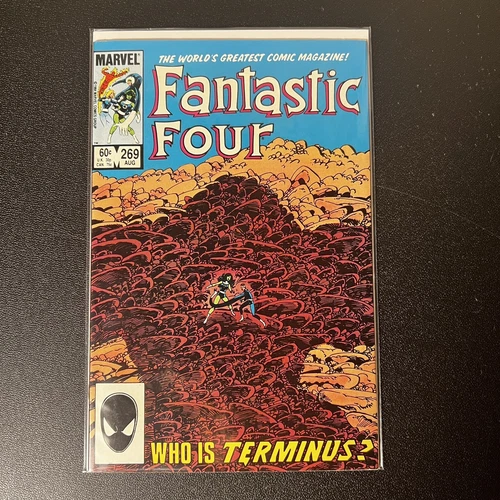 THE WORLD'S GREATEST COMIC MAGAZINE!
MARVEL
FANTASTIC
FOUR
60¢
269
AUG
WHO IS TERMINUS?